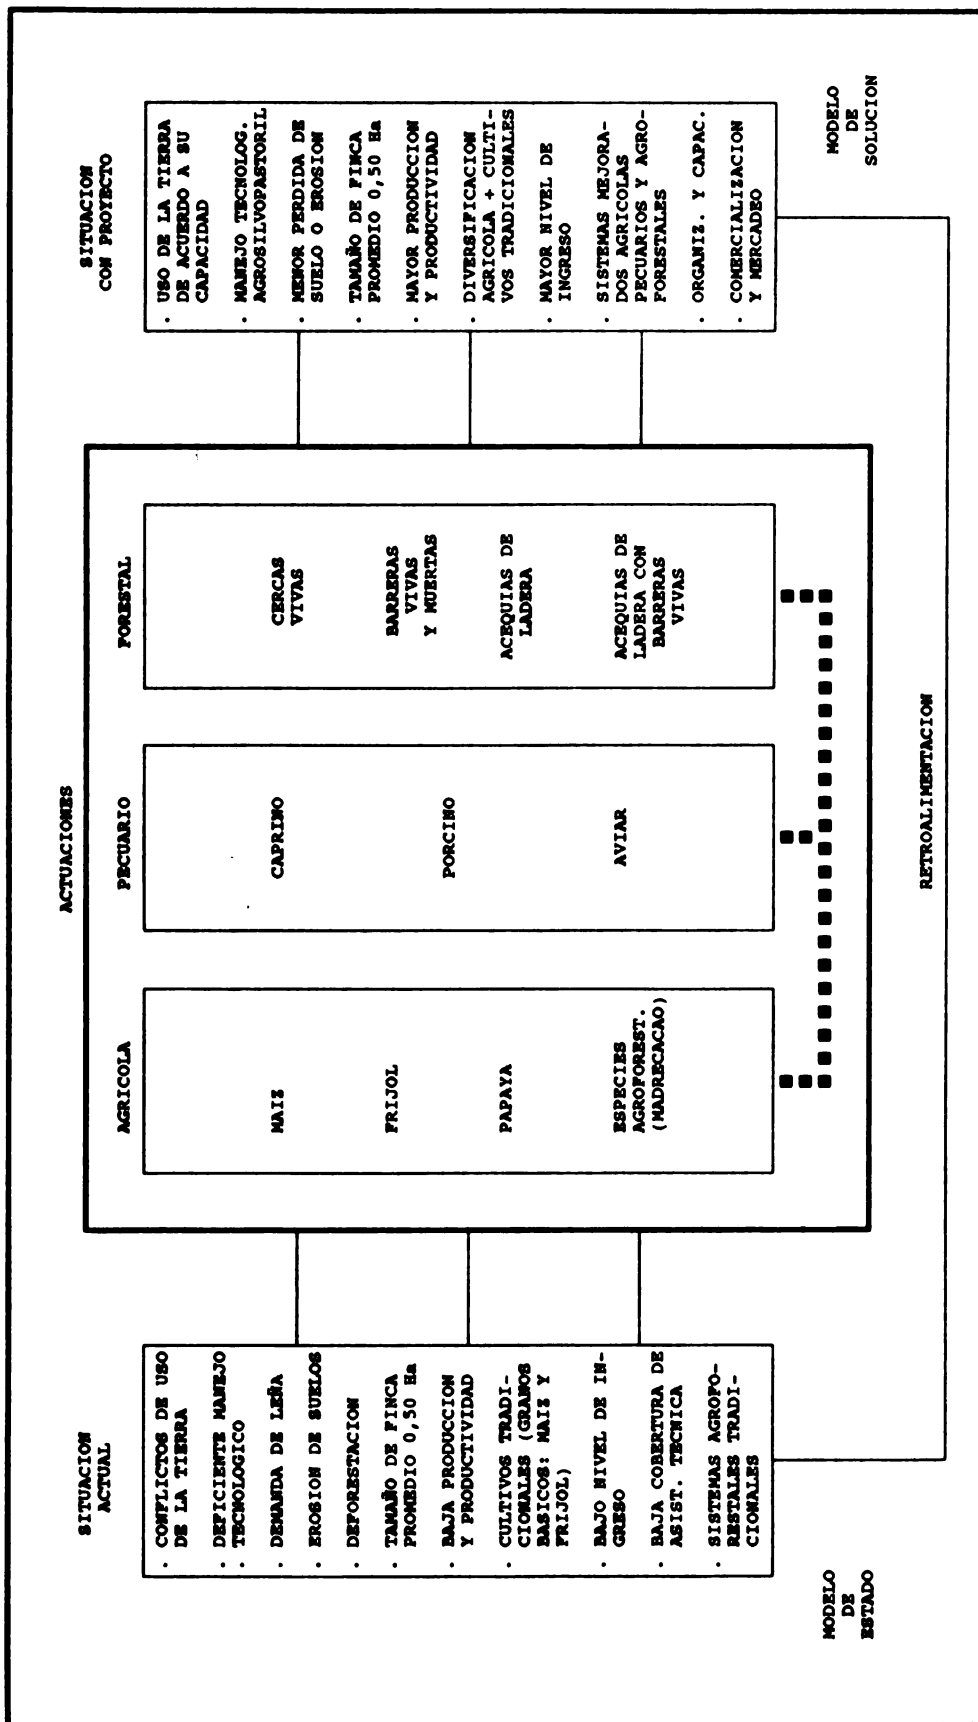 SITUACION
ACTUAL
. CONFLICTOS DE USO
DE LA TIERRA
. DEFICIENTE MANEJO
. TECNOLOGICO
. DEMANDA DE LEÑA
. EROSION DE SUELOS
. DEFORESTACION
. TAMAÑO DE FINCA
PROMEDIO 0,50 Ha
. BAJA PRODUCCION
Y PRODUCTIVIDAD
. CULTIVOS TRADI-
CIONALES (GRANOS
BASICOS: MAIZ Y
FRIJOL)
. BAJO NIVEL DE IN-
GRESO
. BAJA COBERTURA DE
ASIST. TECNICA
. SISTEMAS AGROFO-
RESTALES TRADI-
CIONALES
MODELO
DE
ESTADO
ACTUACIONES
AGRICOLA
MAIZ
FRIJOL
PAPAYA
ESPECIES
AGROFOREST.
(MADRECACAO)
PECUARIO
CAPRINO
PORCINO
AVIAR
FORESTAL
CERCAS
VIVAS
BARRERAS
VIVAS
Y MUERTAS
ACEQUIAS DE
LADERA
ACEQUIAS DE
LADERA CON
BARRERAS
VIVAS
SITUACION
CON PROYECTO
. USO DE LA TIERRA
DE ACUERDO A SU
CAPACIDAD
. MANEJO TECNOLOG.
AGROSILVOPASTORIL
. MENOR PERDIDA DE
SUELO O EROSION
. TAMAÑO DE FINCA
PROMEDIO 0,50 Ha
. MAYOR PRODUCCION
Y PRODUCTIVIDAD
. DIVERSIFICACION
AGRICOLA + CULTI-
VOS TRADICIONALES
. MAYOR NIVEL DE
INGRESO
. SISTEMAS MEJORA-
DOS AGRICOLAS
PECUARIOS Y AGRO-
FORESTALES
. ORGANIZ. Y CAPAC.
. COMERCIALIZACION
Y MERCADEO
MODELO
DE
SOLUCION
RETROALIMENTACION